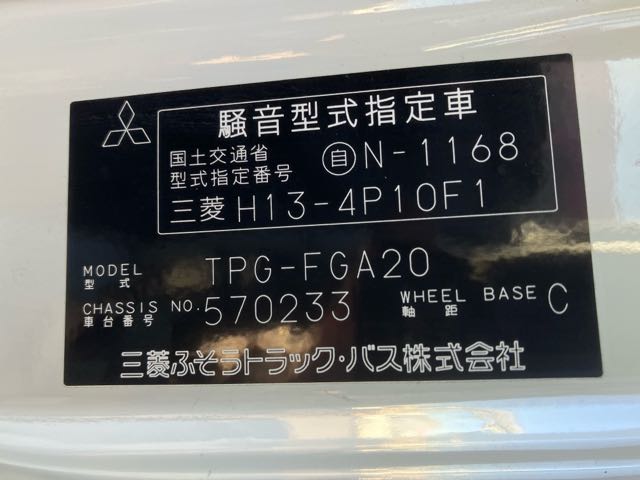 騒音型式指定車
国土交通省
型式指定番号 自N-1168
三菱 H13-4P10F1
MODEL
型式 TPG-FGA20
CHASSIS NO.
車台番号 570233 WHEEL BASE
軸距 C
三菱ふそうトラック・バス株式会社